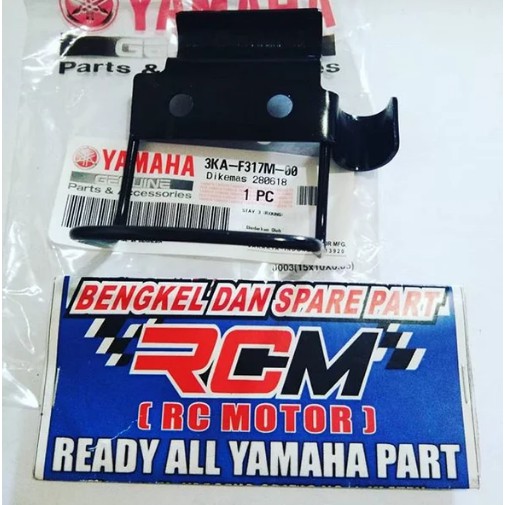 YAMAHA
GENUINE
Parts &
YAMAHA
GENUINE
Parts & Accessories
3KA-F317M-00
Dikemas 280618
1 PC
BENGKEL DAN SPARE PART
RCM
( RC MOTOR )
READY ALL YAMAHA PART